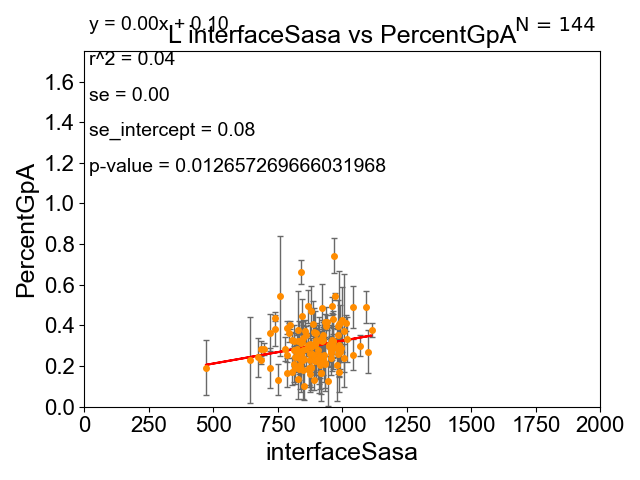 y = 0.00x + 0.10
N = 144
L interfaceSasa vs PercentGpA
r^2 = 0.04
se = 0.00
se_intercept = 0.08
p-value = 0.012657269666031968
PercentGpA
1.6
1.4
1.2
1.0
0.8
0.6
0.4
0.2
0.0
0 250 500 750 1000 1250 1500 1750 2000
interfaceSasa